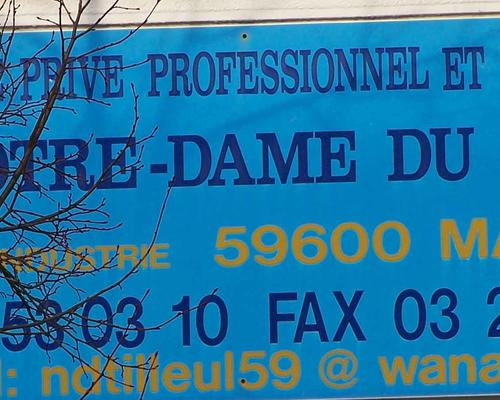 PRIVE PROFESSIONNEL ET
OTRE-DAME DU
INDUSTRIE 59600 MA
53 03 10 FAX 03 2
l: ndtilleul59 @ wana